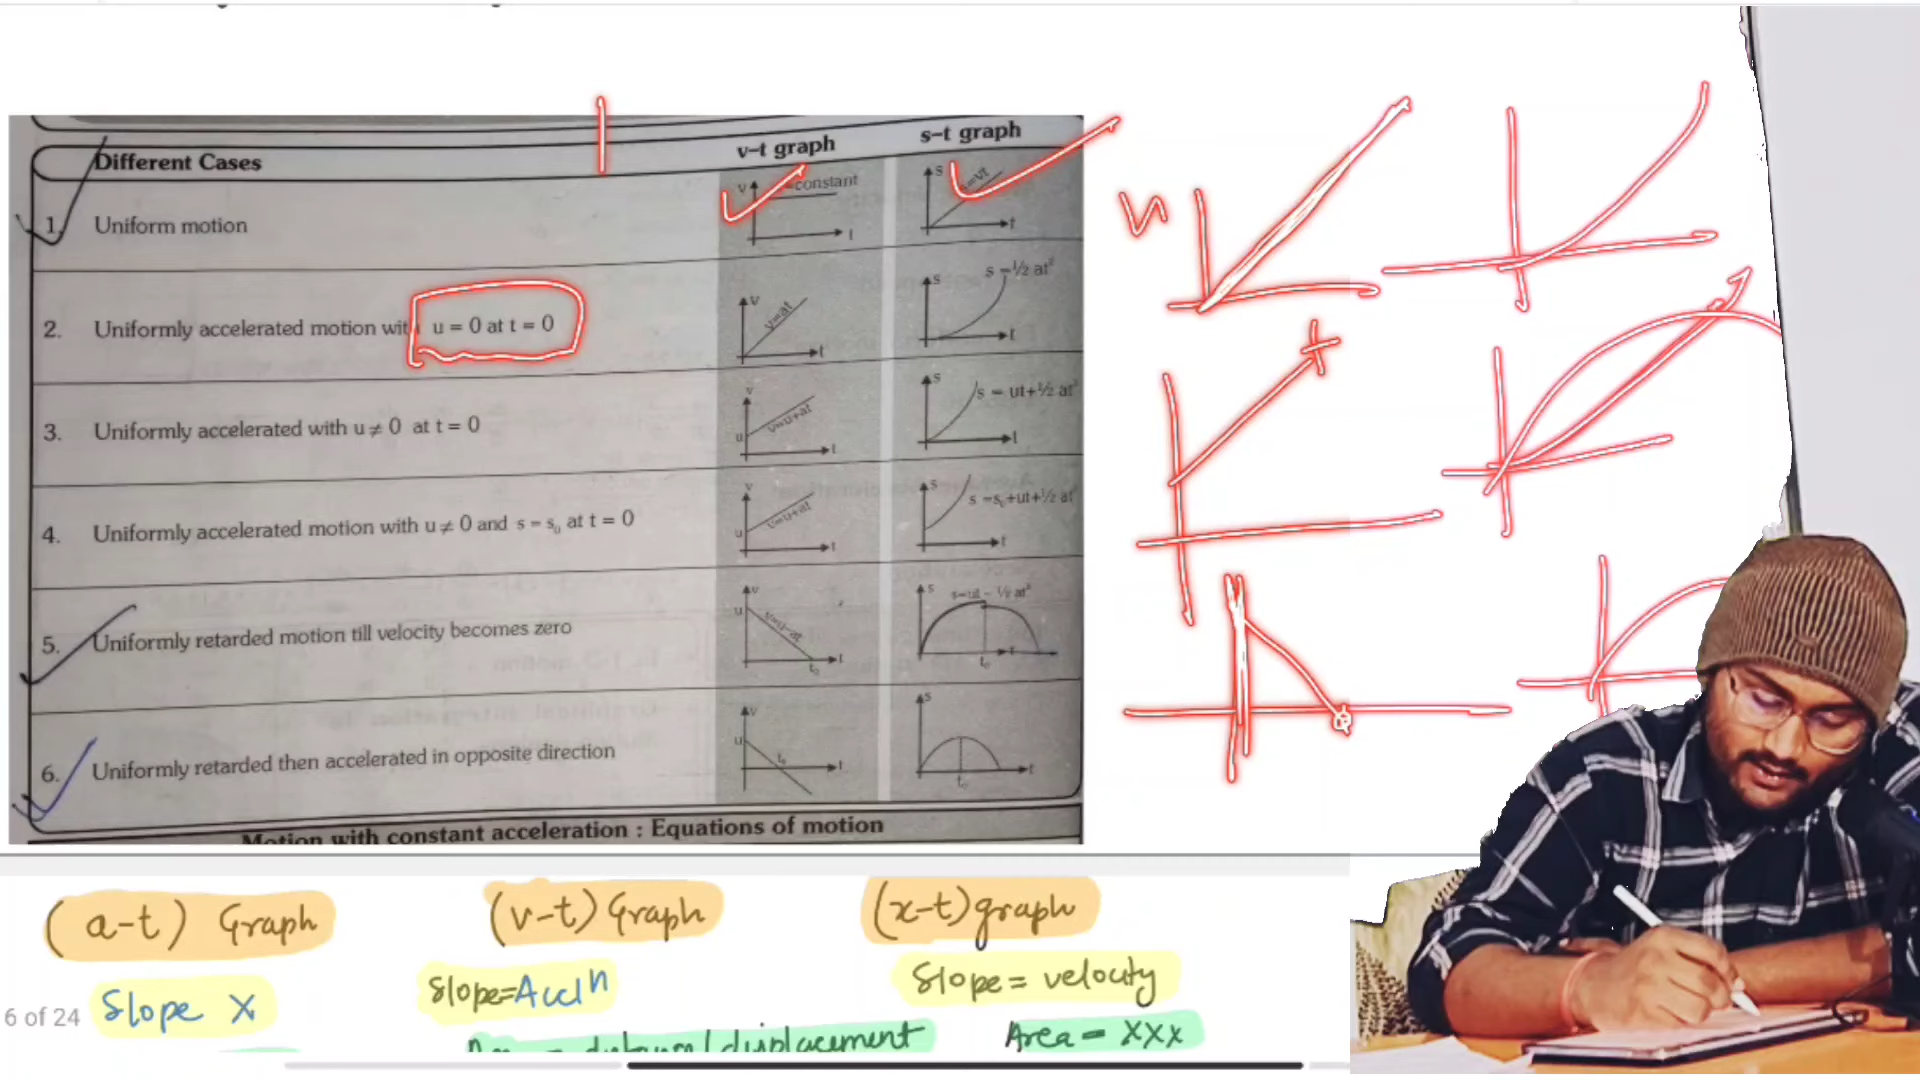 Different Cases
v-t graph
s-t graph
1. Uniform motion
v
=constant
t
s
=vt
t
2. Uniformly accelerated motion with u = 0 at t = 0
v
v=at
t
s
s=½ at²
t
3. Uniformly accelerated with u ≠ 0 at t = 0
v
u
v=u+at
t
s
s = ut+½ at²
t
4. Uniformly accelerated motion with u ≠ 0 and s = s₀ at t = 0
v
u
v=u+at
t
s
s =s₀+ut+½ at²
t
5. Uniformly retarded motion till velocity becomes zero
v
u
v=u-at
t₀
t
s
s=ut - ½ at²
t₀
t
6. Uniformly retarded then accelerated in opposite direction
v
u
t₀
t
s
t₀
t
Motion with constant acceleration : Equations of motion
(a-t) Graph
(v-t) Graph
(x-t) graph
Slope X
Slope=Accln
Slope = velocity
distance/displacement
Area = XXX
6 of 24